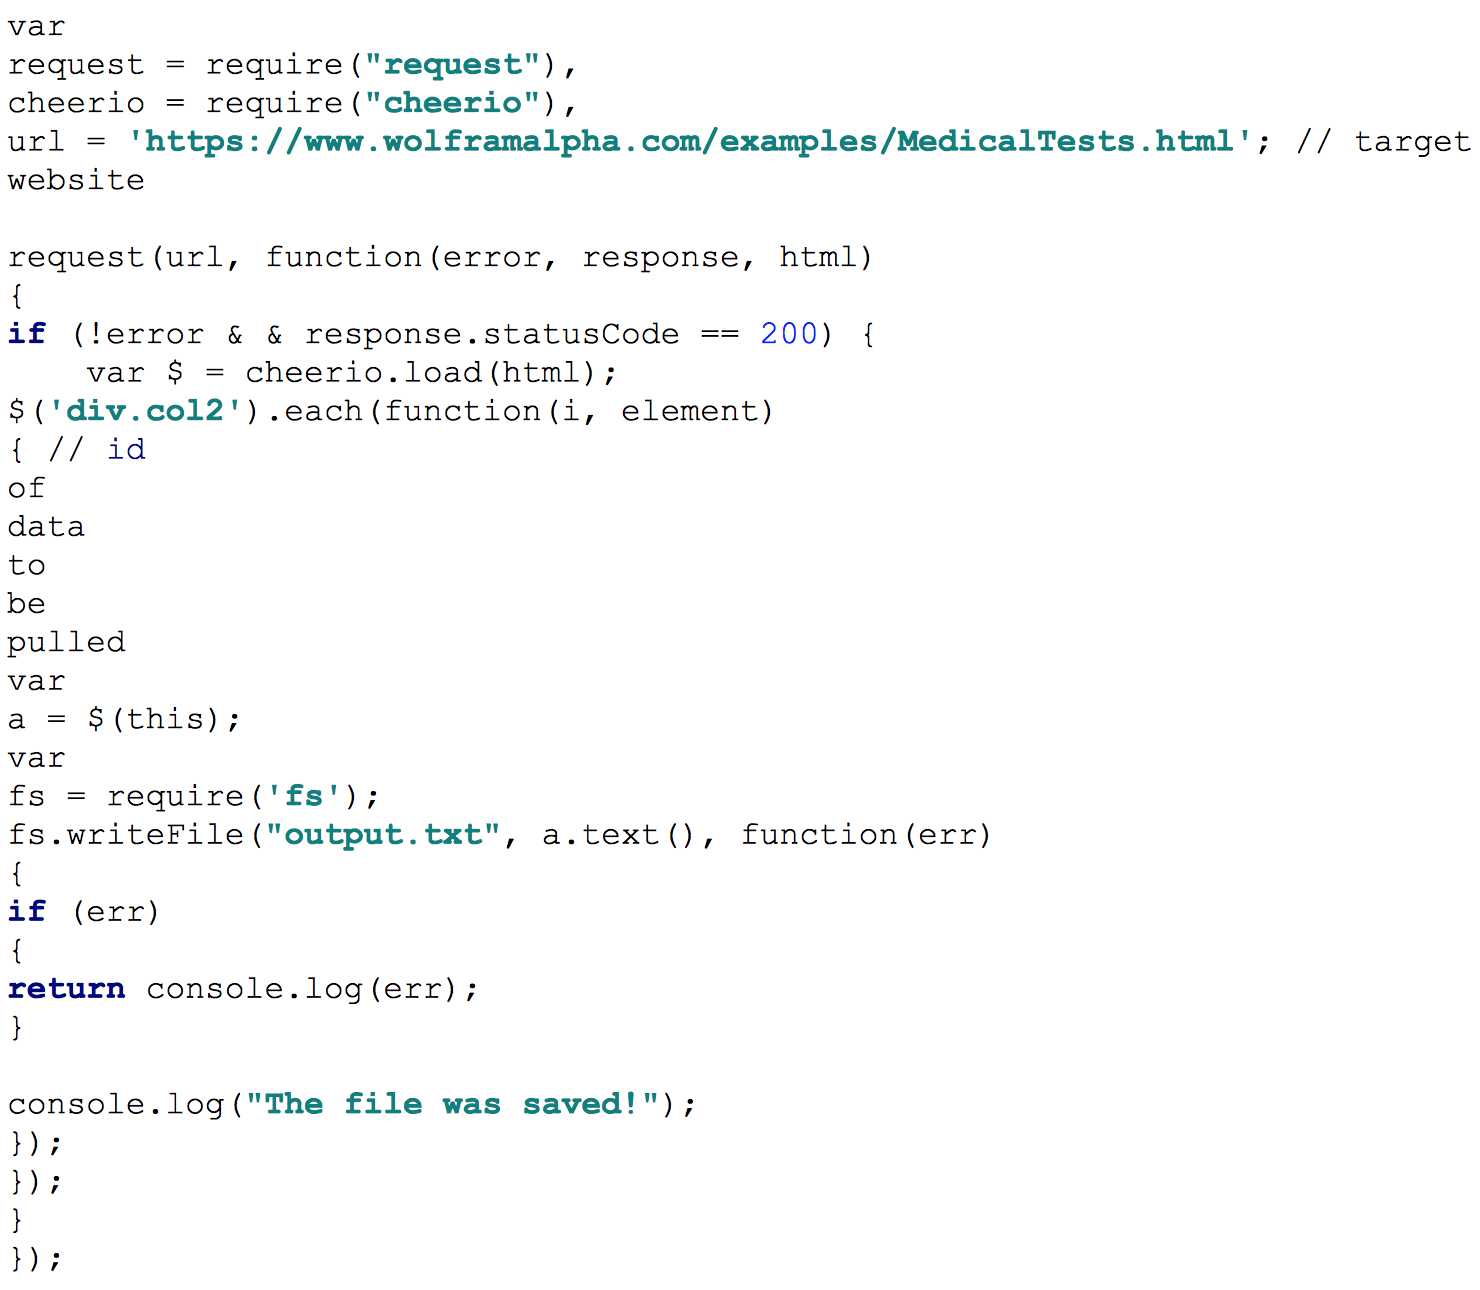 var
request = require("request"),
cheerio = require("cheerio"),
url = 'https://www.wolframalpha.com/examples/MedicalTests.html'; // target
website

request(url, function(error, response, html)
{
if (!error & & response.statusCode == 200) {
    var $ = cheerio.load(html);
$('div.col2').each(function(i, element)
{ // id
of
data
to
be
pulled
var
a = $(this);
var
fs = require('fs');
fs.writeFile("output.txt", a.text(), function(err)
{
if (err)
{
return console.log(err);
}

console.log("The file was saved!");
});
});
}
});